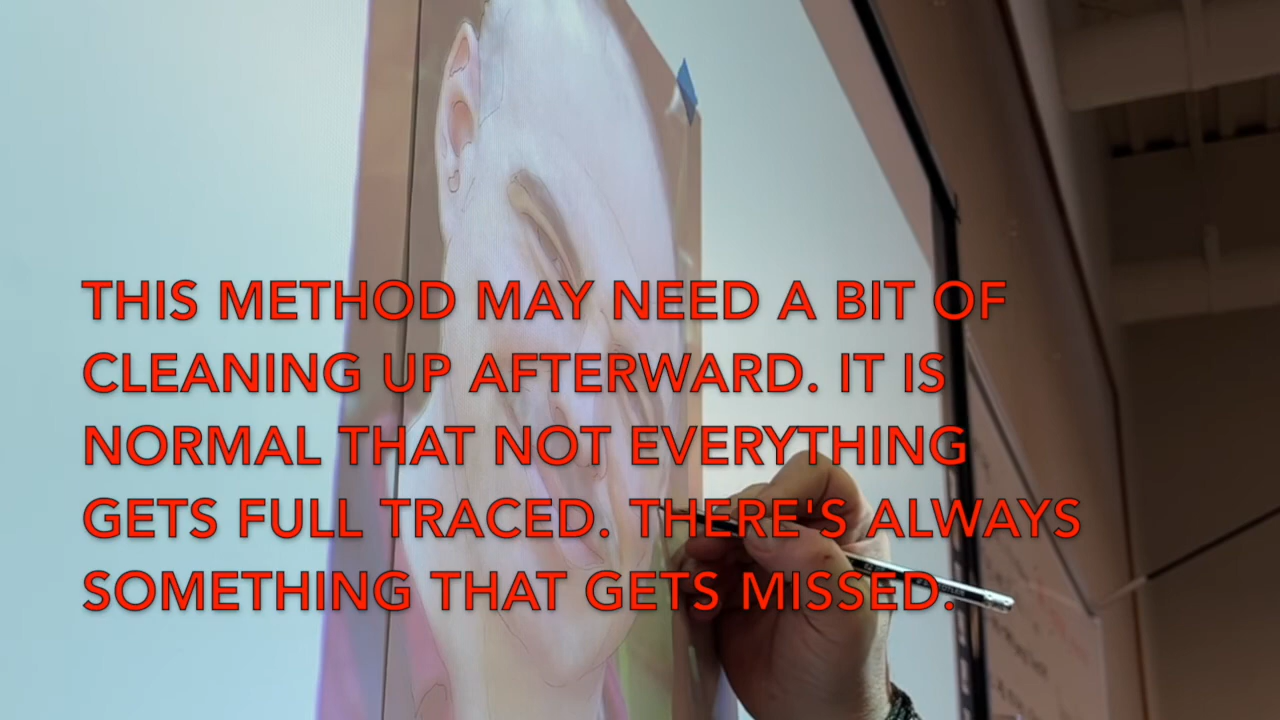 THIS METHOD MAY NEED A BIT OF
CLEANING UP AFTERWARD. IT IS
NORMAL THAT NOT EVERYTHING
GETS FULL TRACED. THERE'S ALWAYS
SOMETHING THAT GETS MISSED.